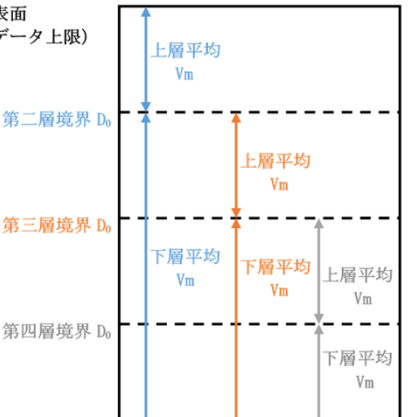 表面
データ上限)
上層平均
Vm
第二層境界 D₀
上層平均
Vm
第三層境界 D₀
下層平均
Vm
下層平均
Vm
上層平均
Vm
第四層境界 D₀
下層平均
Vm